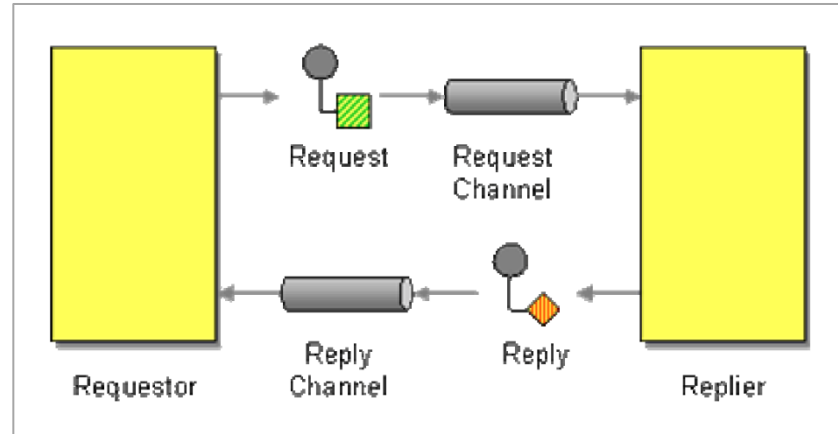 Request
Request
Channel
Reply
Channel
Reply
Requestor
Replier